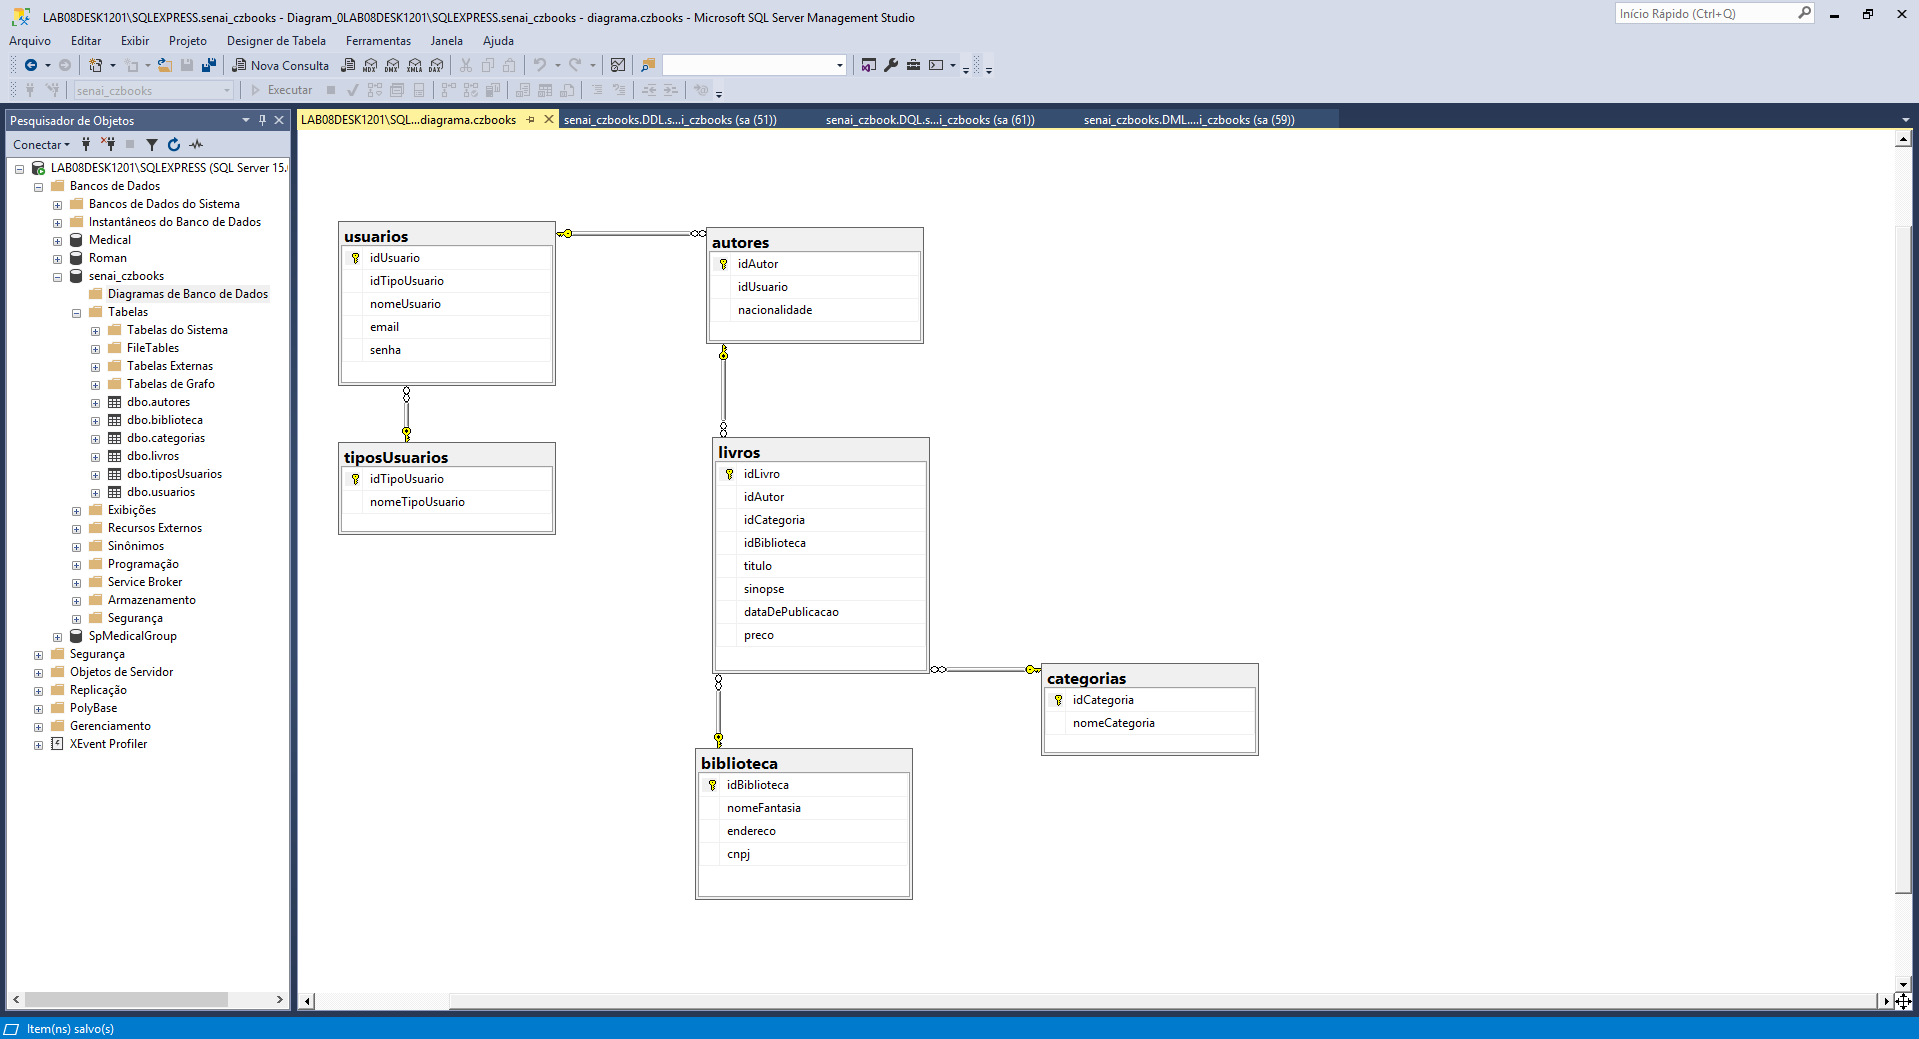 LAB08DESK1201\SQLEXPRESS.senai_czbooks - Diagram_0LAB08DESK1201\SQLEXPRESS.senai_czbooks - diagrama.czbooks - Microsoft SQL Server Management Studio
Início Rápido (Ctrl+Q)
Arquivo Editar Exibir Projeto Designer de Tabela Ferramentas Janela Ajuda
Nova Consulta MDX DMX XMLA DAX
senai_czbooks Executar
Pesquisador de Objetos
LAB08DESK1201\SQL...diagrama.czbooks
senai_czbooks.DDL.s...i_czbooks (sa (51))
senai_czbook.DQL.s...i_czbooks (sa (61))
senai_czbooks.DML....i_czbooks (sa (59))
Conectar
LAB08DESK1201\SQLEXPRESS (SQL Server 15.
Bancos de Dados
Bancos de Dados do Sistema
Instantâneos do Banco de Dados
Medical
Roman
senai_czbooks
Diagramas de Banco de Dados
Tabelas
Tabelas do Sistema
FileTables
Tabelas Externas
Tabelas de Grafo
dbo.autores
dbo.biblioteca
dbo.categorias
dbo.livros
dbo.tiposUsuarios
dbo.usuarios
Exibições
Recursos Externos
Sinônimos
Programação
Service Broker
Armazenamento
Segurança
SpMedicalGroup
Segurança
Objetos de Servidor
Replicação
PolyBase
Gerenciamento
XEvent Profiler
usuarios
idUsuario
idTipoUsuario
nomeUsuario
email
senha
autores
idAutor
idUsuario
nacionalidade
tiposUsuarios
idTipoUsuario
nomeTipoUsuario
livros
idLivro
idAutor
idCategoria
idBiblioteca
titulo
sinopse
dataDePublicacao
preco
categorias
idCategoria
nomeCategoria
biblioteca
idBiblioteca
nomeFantasia
endereco
cnpj
Item(ns) salvo(s)